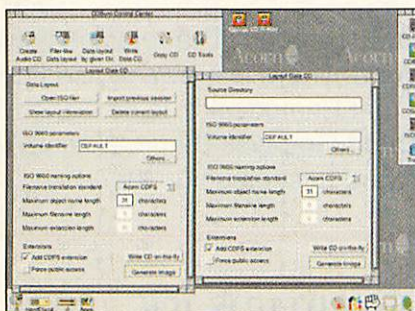 CDBurn Control Center
Create Audio CD
Filer-like Data layout
Data layout by given Dir.
Write Data CD
Copy CD
CD Tools
Acorn
Acorn
Layout Data CD
Data Layout
Open ISO filer
Import previous session
Show layout information
Delete current layout
ISO 9660 parameters
Volume identifier DEFAULT
Others...
ISO 9660 naming options
Filename translation standard Acorn CDFS
Maximum object name length 31 characters
Maximum filename length characters
Maximum extension length characters
Extensions
Add CDFS extension
Write CD on-the-fly
Force public access
Generate Image
Layout Data CD
Source Directory
ISO 9660 parameters
Volume identifier DEFAULT
Others...
ISO 9660 naming options
Filename translation standard Acorn CDFS
Maximum object name length 31 characters
Maximum filename length characters
Maximum extension length characters
Extensions
Add CDFS extension
Write CD on-the-fly
Force public access
Generate Image